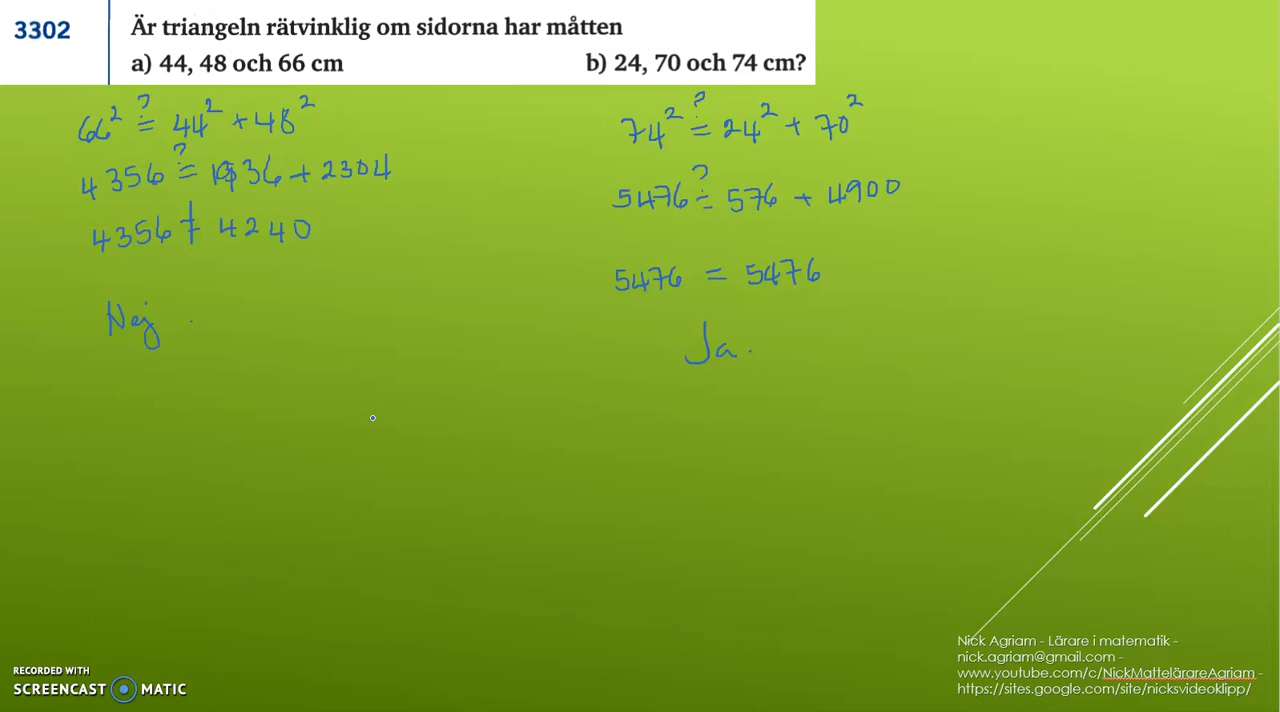 3302
Är triangeln rätvinklig om sidorna har måtten
a) 44, 48 och 66 cm
b) 24, 70 och 74 cm?
66² ?= 44² + 48²
4356 ?= 1936 + 2304
4356 ≠ 4240
Nej
74² ?= 24² + 70²
5476 ?= 576 + 4900
5476 = 5476
Ja.
Nick Agriam - Lärare i matematik -
nick.agriam@gmail.com -
www.youtube.com/c/NickMattelärareAgriam -
https://sites.google.com/site/nicksvideoklipp/
RECORDED WITH
SCREENCAST MATIC